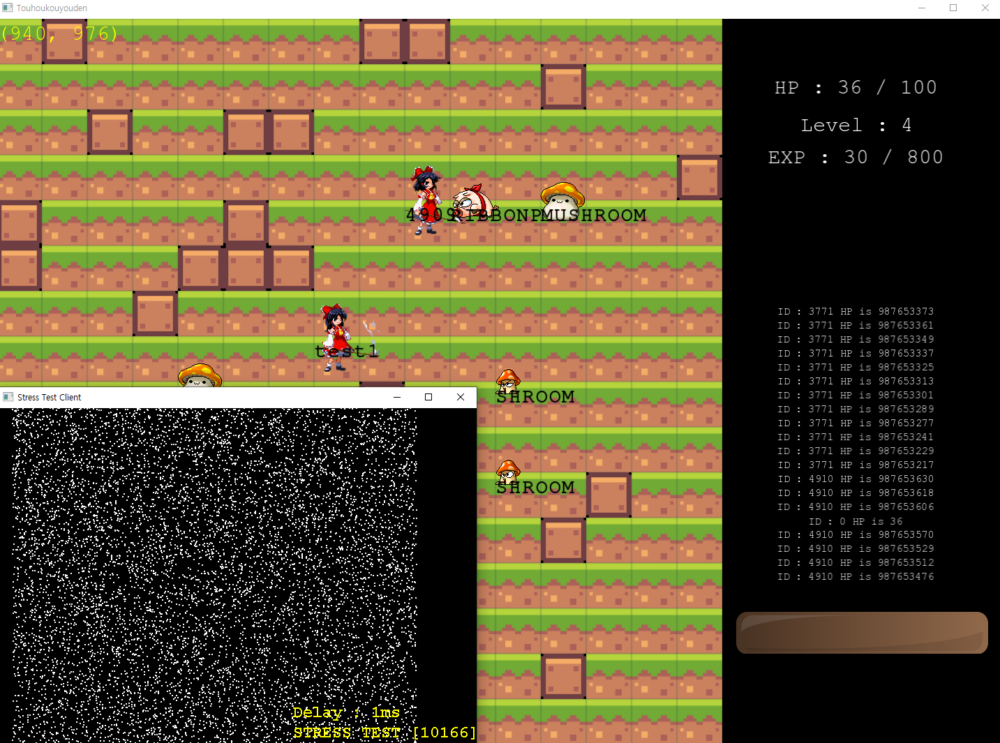 Touhoukouyouden
(940, 976)
HP : 36 / 100
Level : 4
EXP : 30 / 800
4909
RIBBONP
MUSHROOM
test1
SHROOM
SHROOM
ID : 3771 HP is 987653373
ID : 3771 HP is 987653361
ID : 3771 HP is 987653349
ID : 3771 HP is 987653337
ID : 3771 HP is 987653325
ID : 3771 HP is 987653313
ID : 3771 HP is 987653301
ID : 3771 HP is 987653289
ID : 3771 HP is 987653277
ID : 3771 HP is 987653241
ID : 3771 HP is 987653229
ID : 3771 HP is 987653217
ID : 4910 HP is 987653630
ID : 4910 HP is 987653618
ID : 4910 HP is 987653606
ID : 0 HP is 36
ID : 4910 HP is 987653570
ID : 4910 HP is 987653529
ID : 4910 HP is 987653512
ID : 4910 HP is 987653476
Stress Test Client
Delay : 1ms
STRESS TEST [10166]